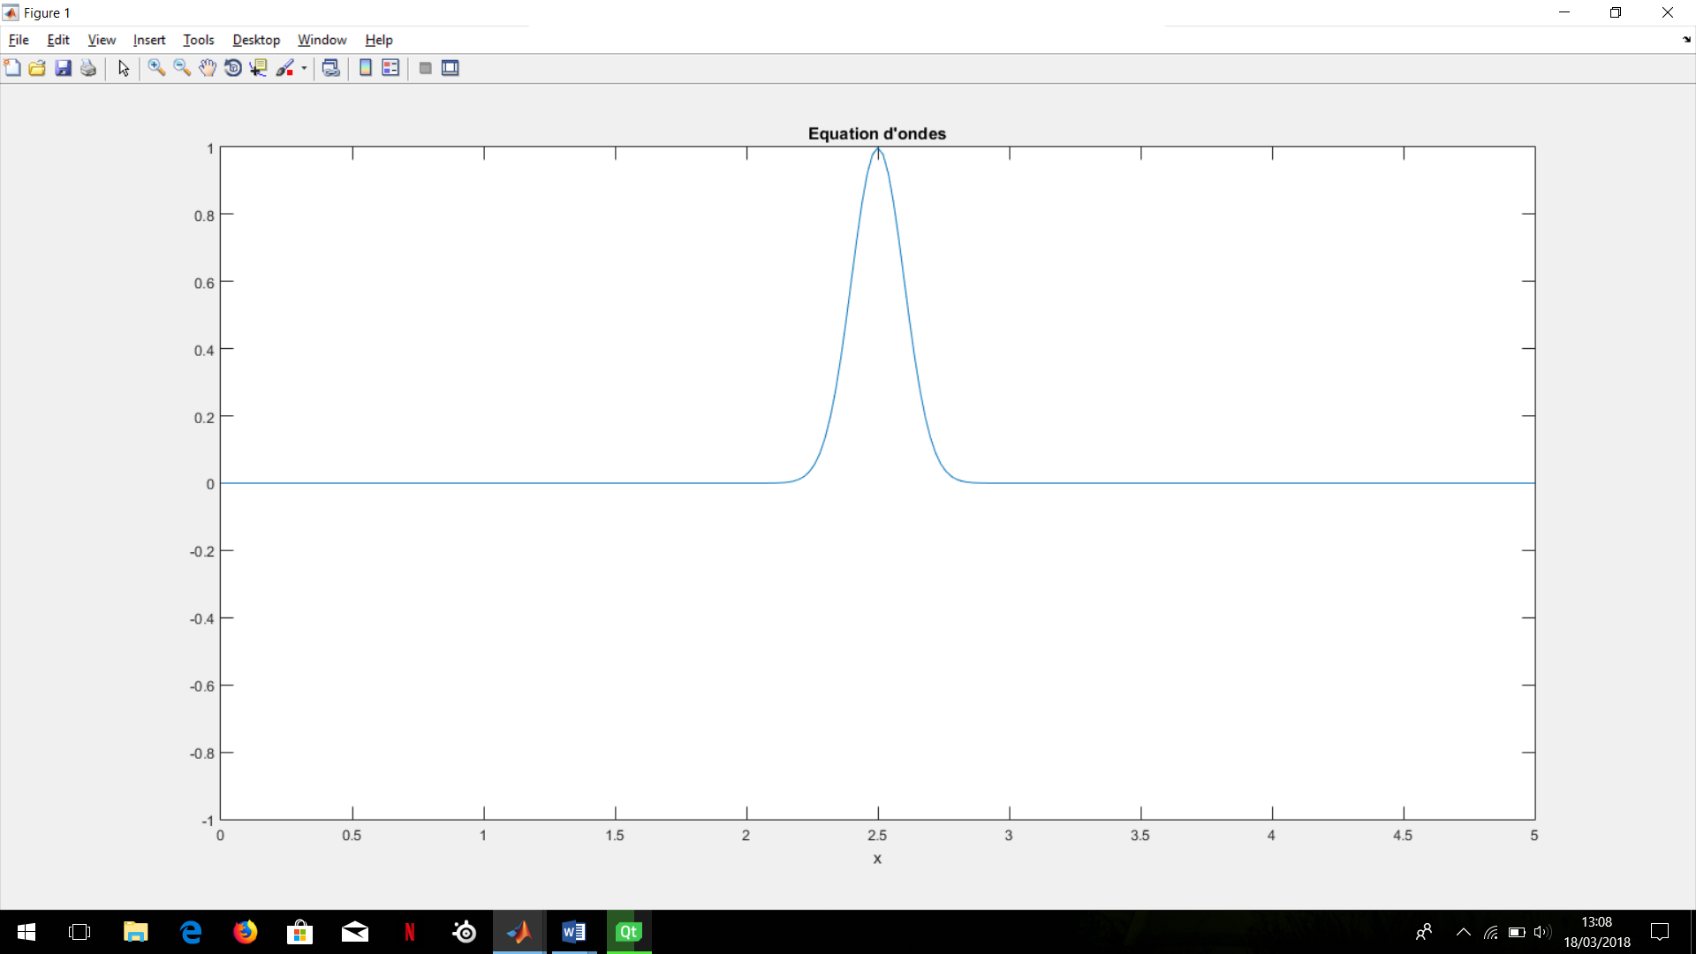 Figure 1
File Edit View Insert Tools Desktop Window Help
Equation d'ondes
1
0.8
0.6
0.4
0.2
0
-0.2
-0.4
-0.6
-0.8
-1
0 0.5 1 1.5 2 2.5 3 3.5 4 4.5 5
x
e N W Qt
13:08
18/03/2018